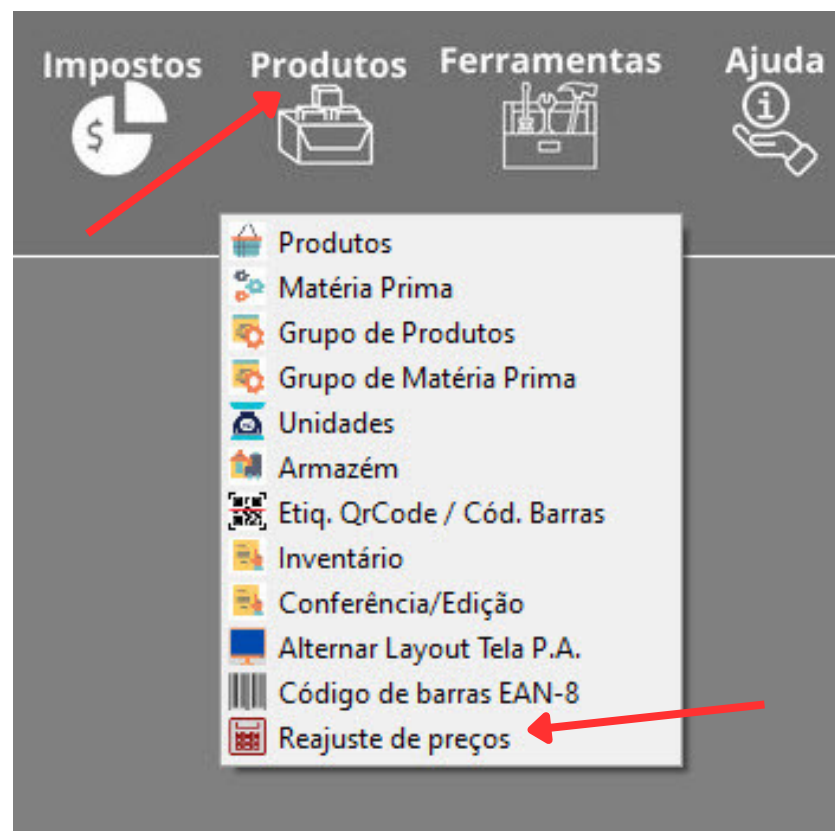 Impostos Produtos Ferramentas Ajuda
$
i
Produtos
Matéria Prima
Grupo de Produtos
Grupo de Matéria Prima
Unidades
Armazém
Etiq. QrCode / Cód. Barras
Inventário
Conferência/Edição
Alternar Layout Tela P.A.
Código de barras EAN-8
Reajuste de preços